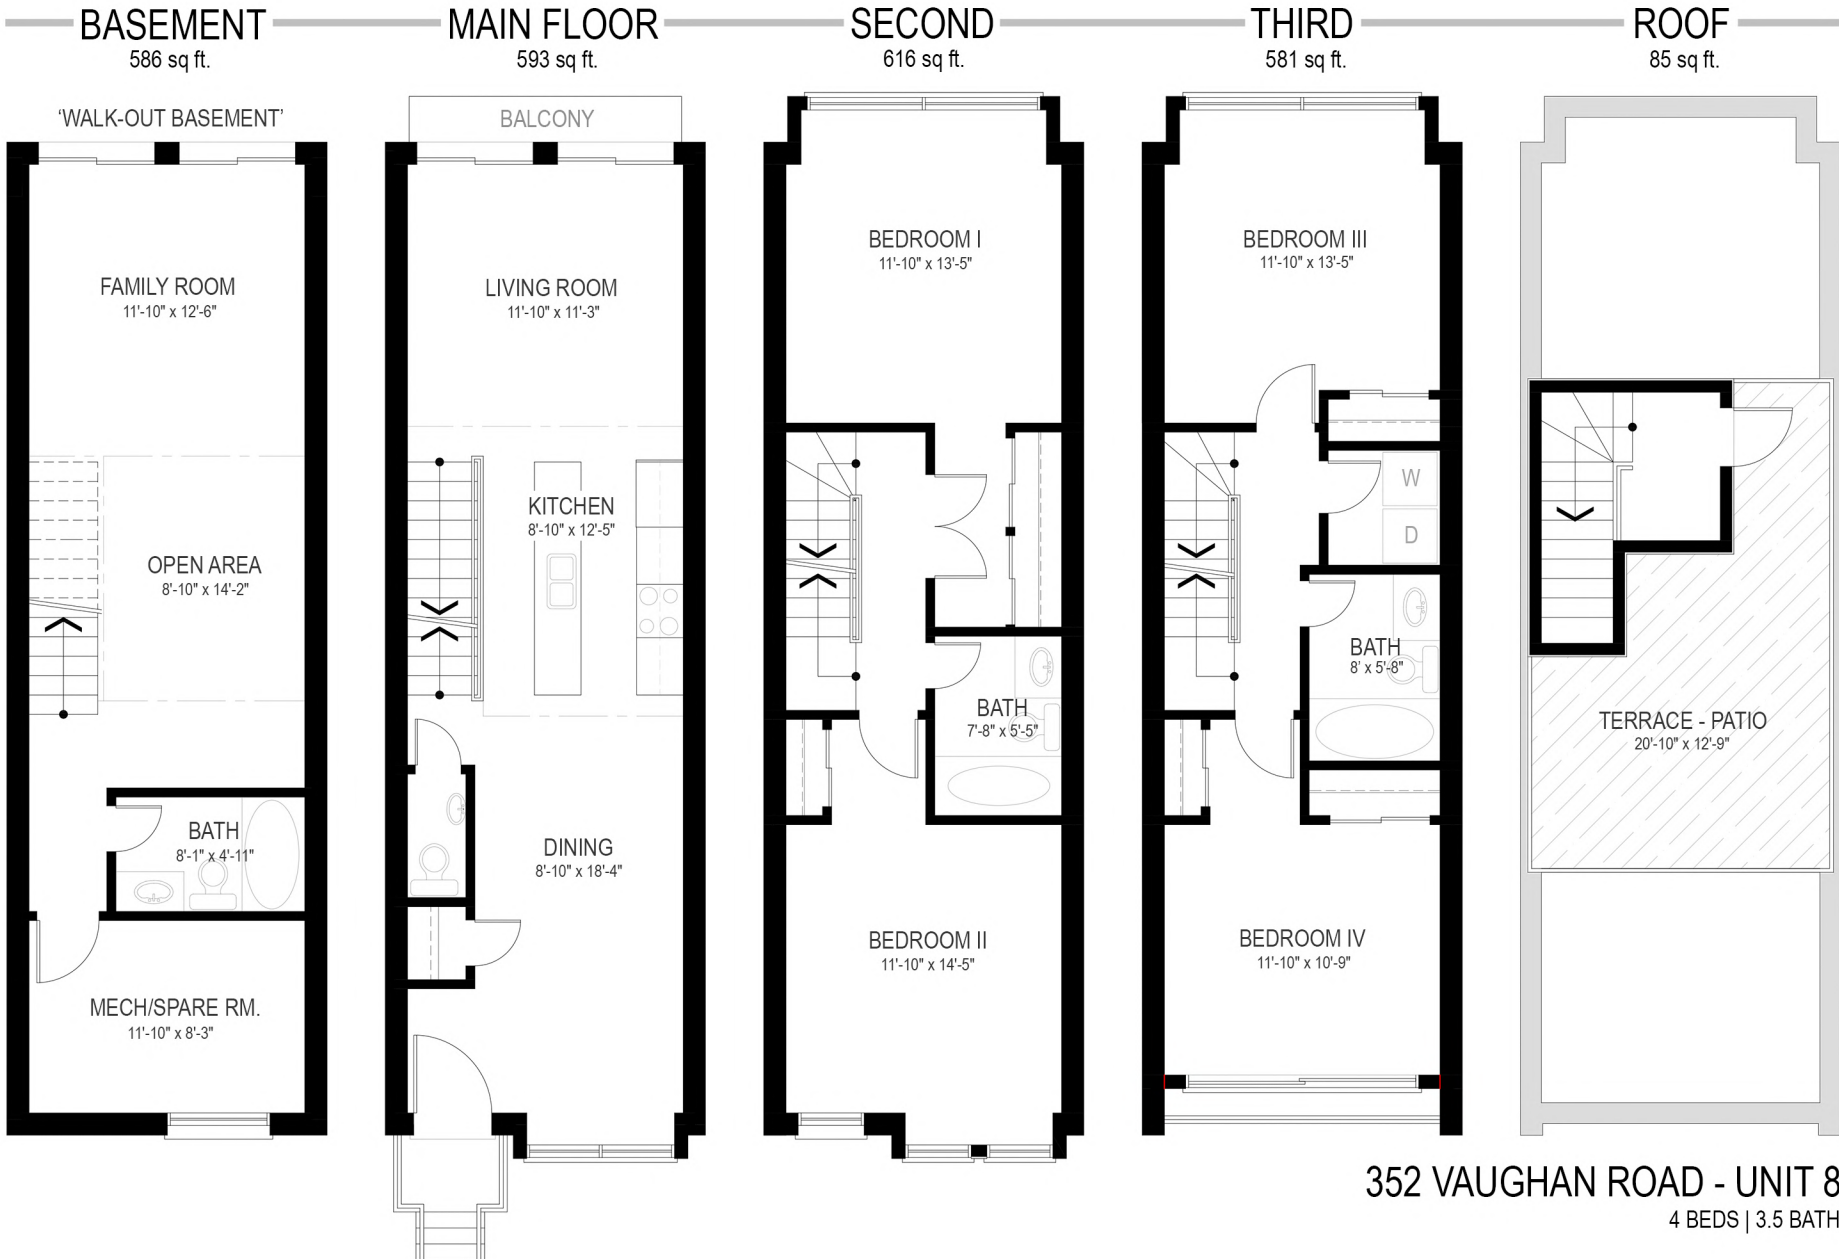 BASEMENT
586 sq ft.
'WALK-OUT BASEMENT'
FAMILY ROOM
11'-10" x 12'-6"
OPEN AREA
8'-10" x 14'-2"
BATH
8'-1" x 4'-11"
MECH/SPARE RM.
11'-10" x 8'-3"
MAIN FLOOR
593 sq ft.
BALCONY
LIVING ROOM
11'-10" x 11'-3"
KITCHEN
8'-10" x 12'-5"
DINING
8'-10" x 18'-4"
SECOND
616 sq ft.
BEDROOM I
11'-10" x 13'-5"
BATH
7'-8" x 5'-5"
BEDROOM II
11'-10" x 14'-5"
THIRD
581 sq ft.
BEDROOM III
11'-10" x 13'-5"
W
D
BATH
8' x 5'-8"
BEDROOM IV
11'-10" x 10'-9"
ROOF
85 sq ft.
TERRACE - PATIO
20'-10" x 12'-9"
352 VAUGHAN ROAD - UNIT 8
4 BEDS | 3.5 BATH